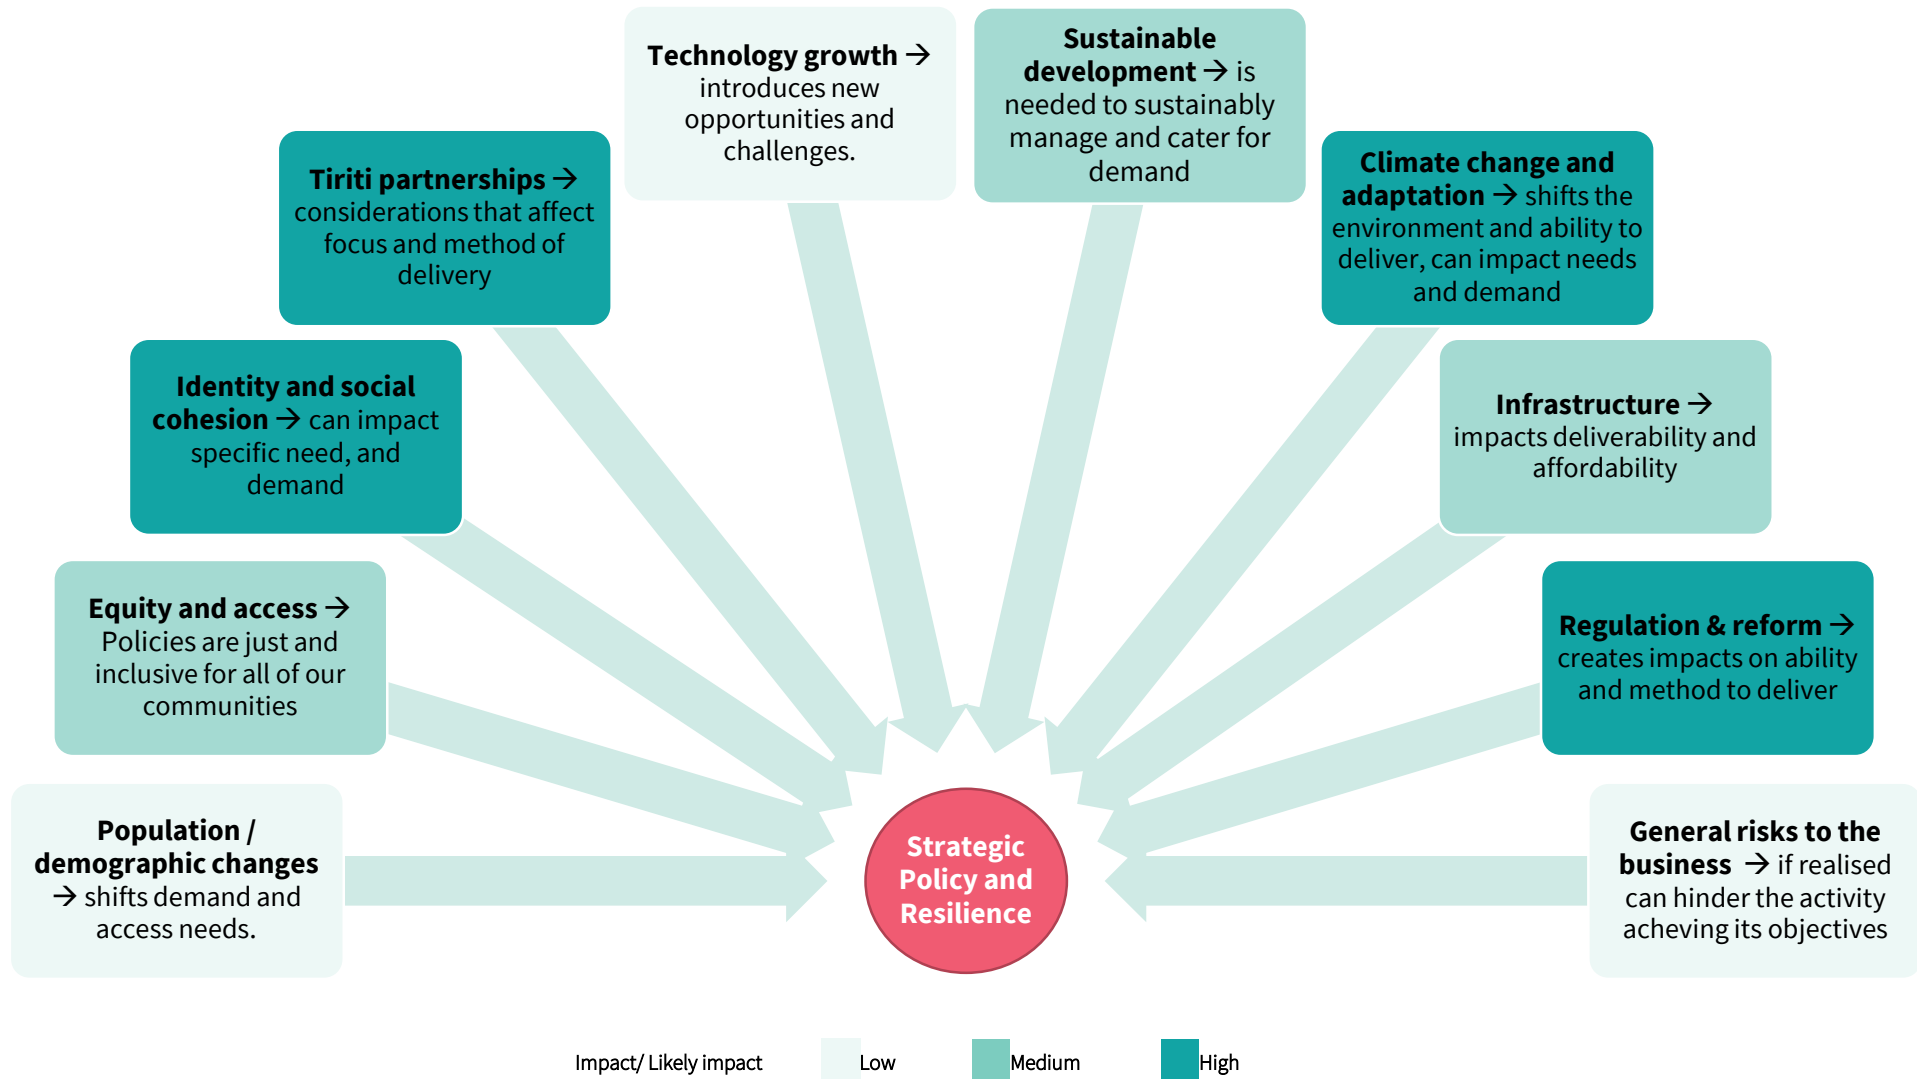 Technology growth →
introduces new
opportunities and
challenges.
Sustainable
development → is
needed to sustainably
manage and cater for
demand
Tiriti partnerships →
considerations that affect
focus and method of
delivery
Climate change and
adaptation → shifts the
environment and ability to
deliver, can impact needs
and demand
Identity and social
cohesion → can impact
specific need, and
demand
Infrastructure →
impacts deliverability and
affordability
Equity and access →
Policies are just and
inclusive for all of our
communities
Regulation & reform →
creates impacts on ability
and method to deliver
Population /
demographic changes
→ shifts demand and
access needs.
Strategic
Policy and
Resilience
General risks to the
business → if realised
can hinder the activity
acheving its objectives
Impact/ Likely impact
Low
Medium
High